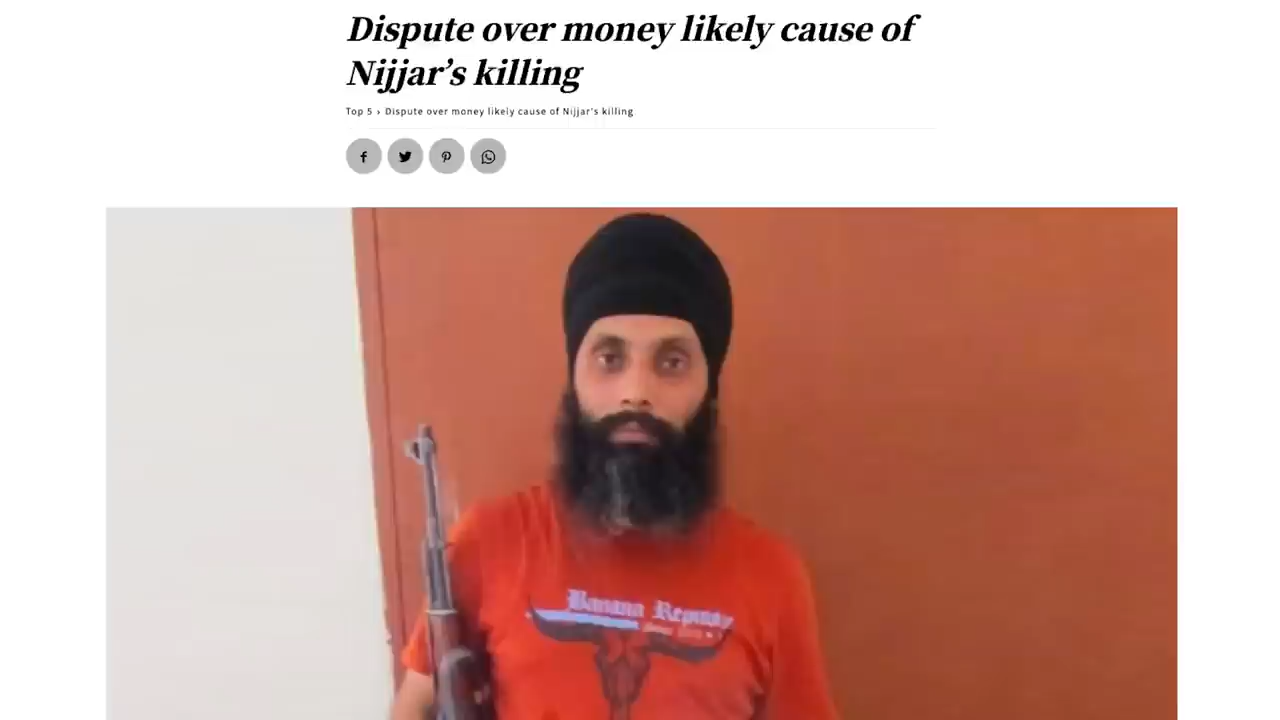 Dispute over money likely cause of
Nijjar's killing
Top 5 › Dispute over money likely cause of Nijjar's killing
Banana